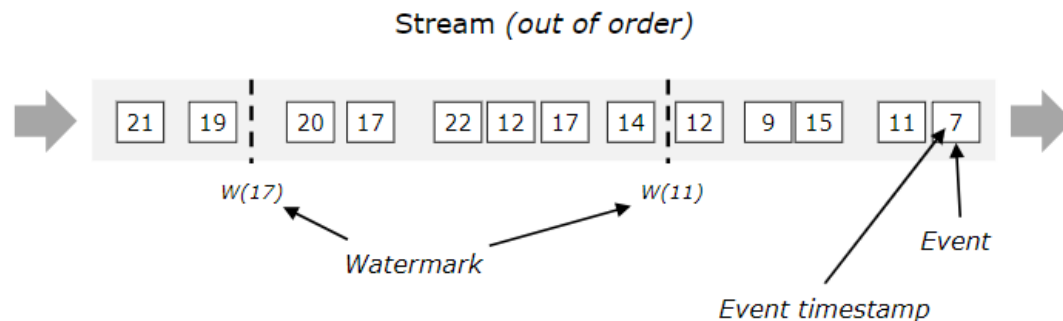 Stream (out of order)
21 19 20 17 22 12 17 14 12 9 15 11 7
W(17) W(11)
Event
Watermark
Event timestamp